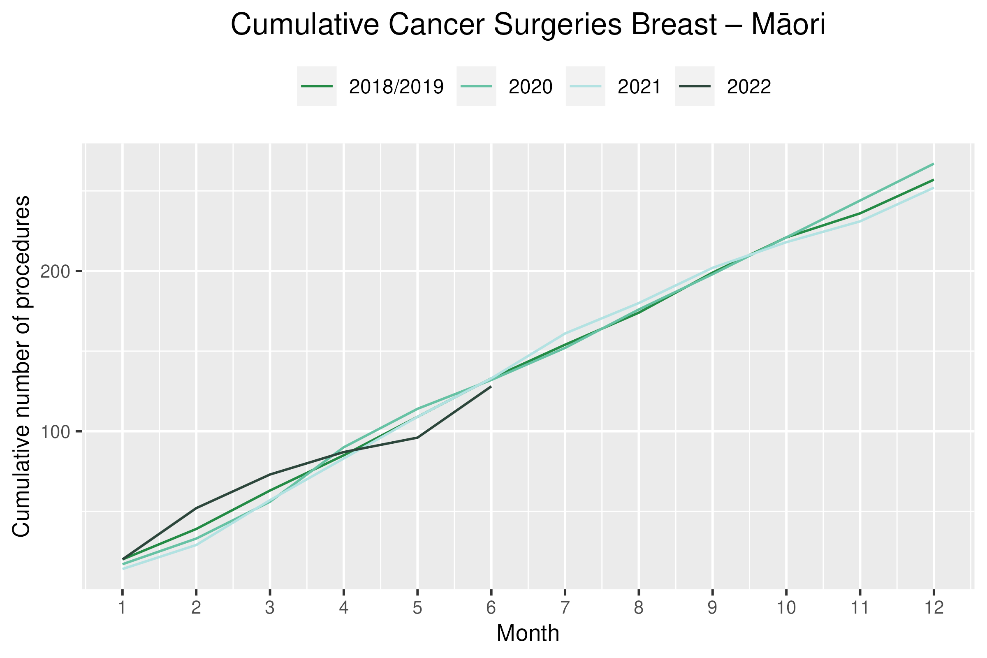 Cumulative Cancer Surgeries Breast – Māori
2018/2019 2020 2021 2022
Cumulative number of procedures
200
100
1 2 3 4 5 6 7 8 9 10 11 12
Month